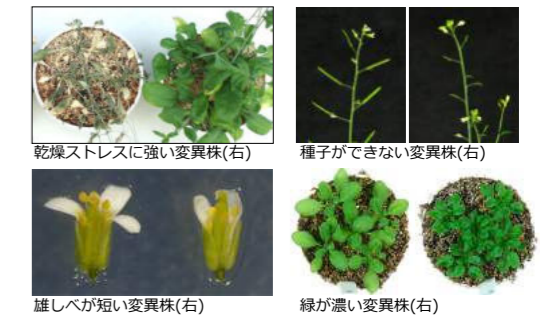 乾燥ストレスに強い変異株(右)
種子ができない変異株(右)
雄しべが短い変異株(右)
緑が濃い変異株(右)